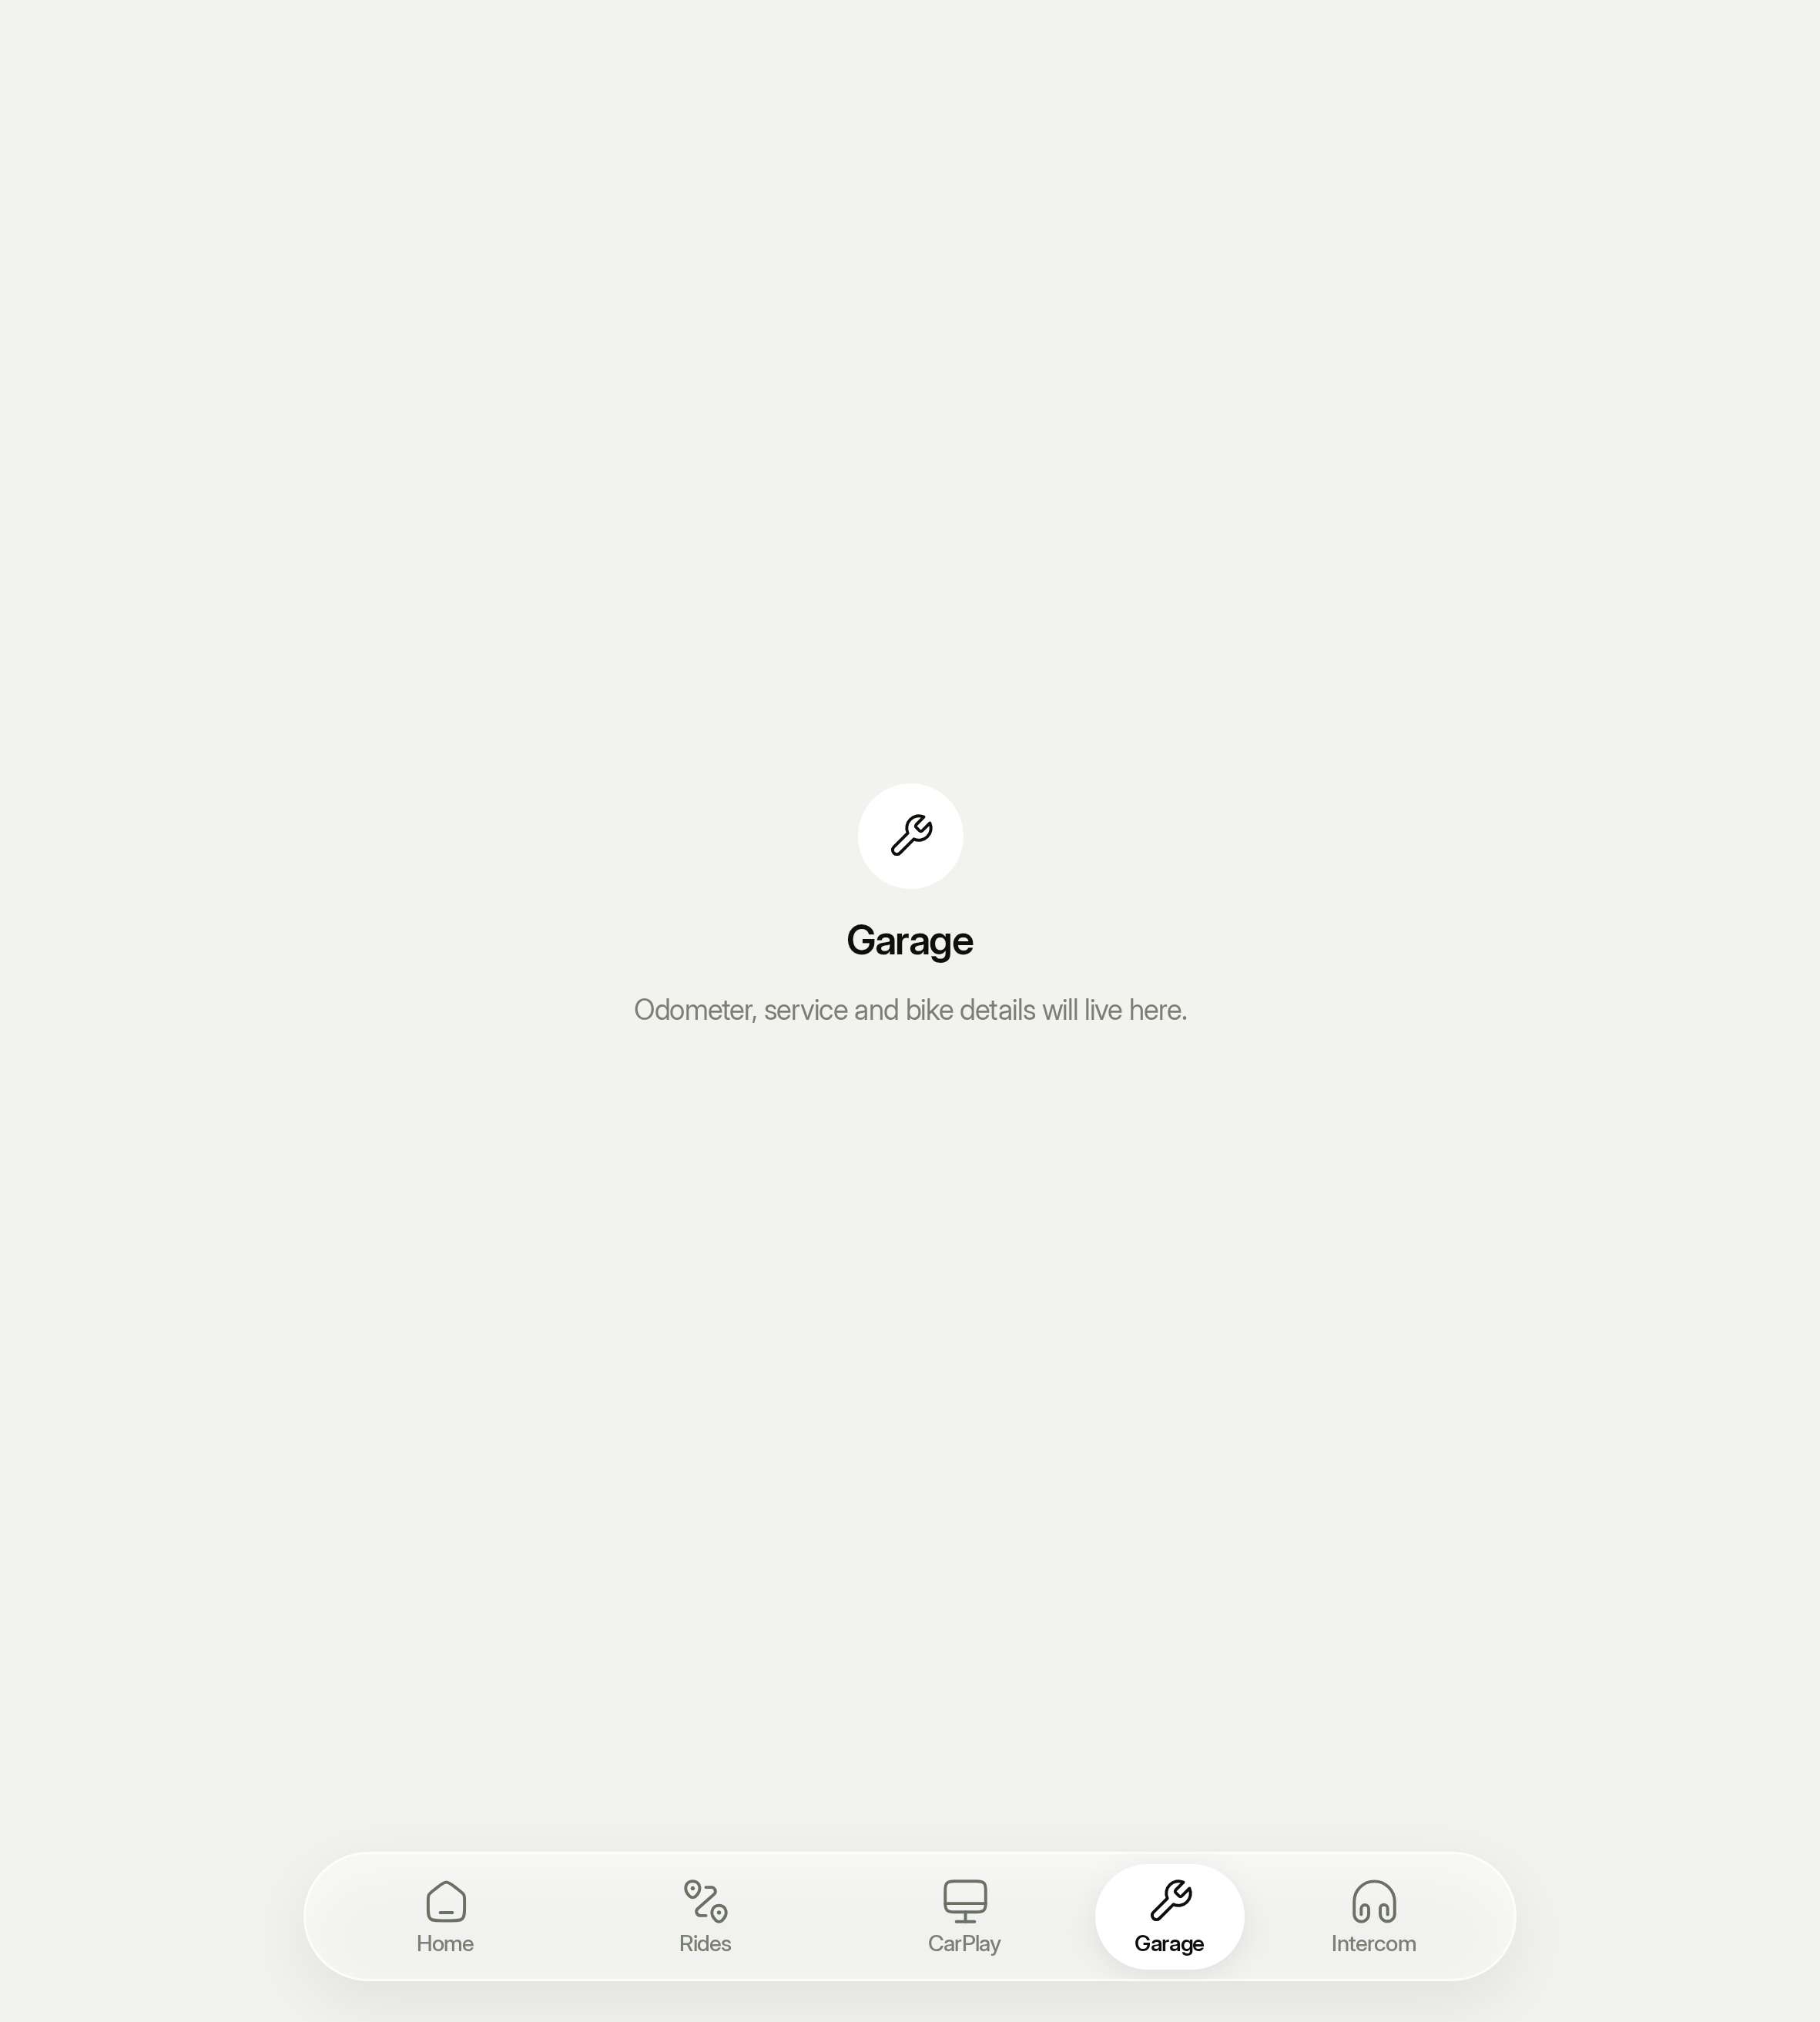 Garage
Odometer, service and bike details will live here.
Home
Rides
CarPlay
Garage
Intercom